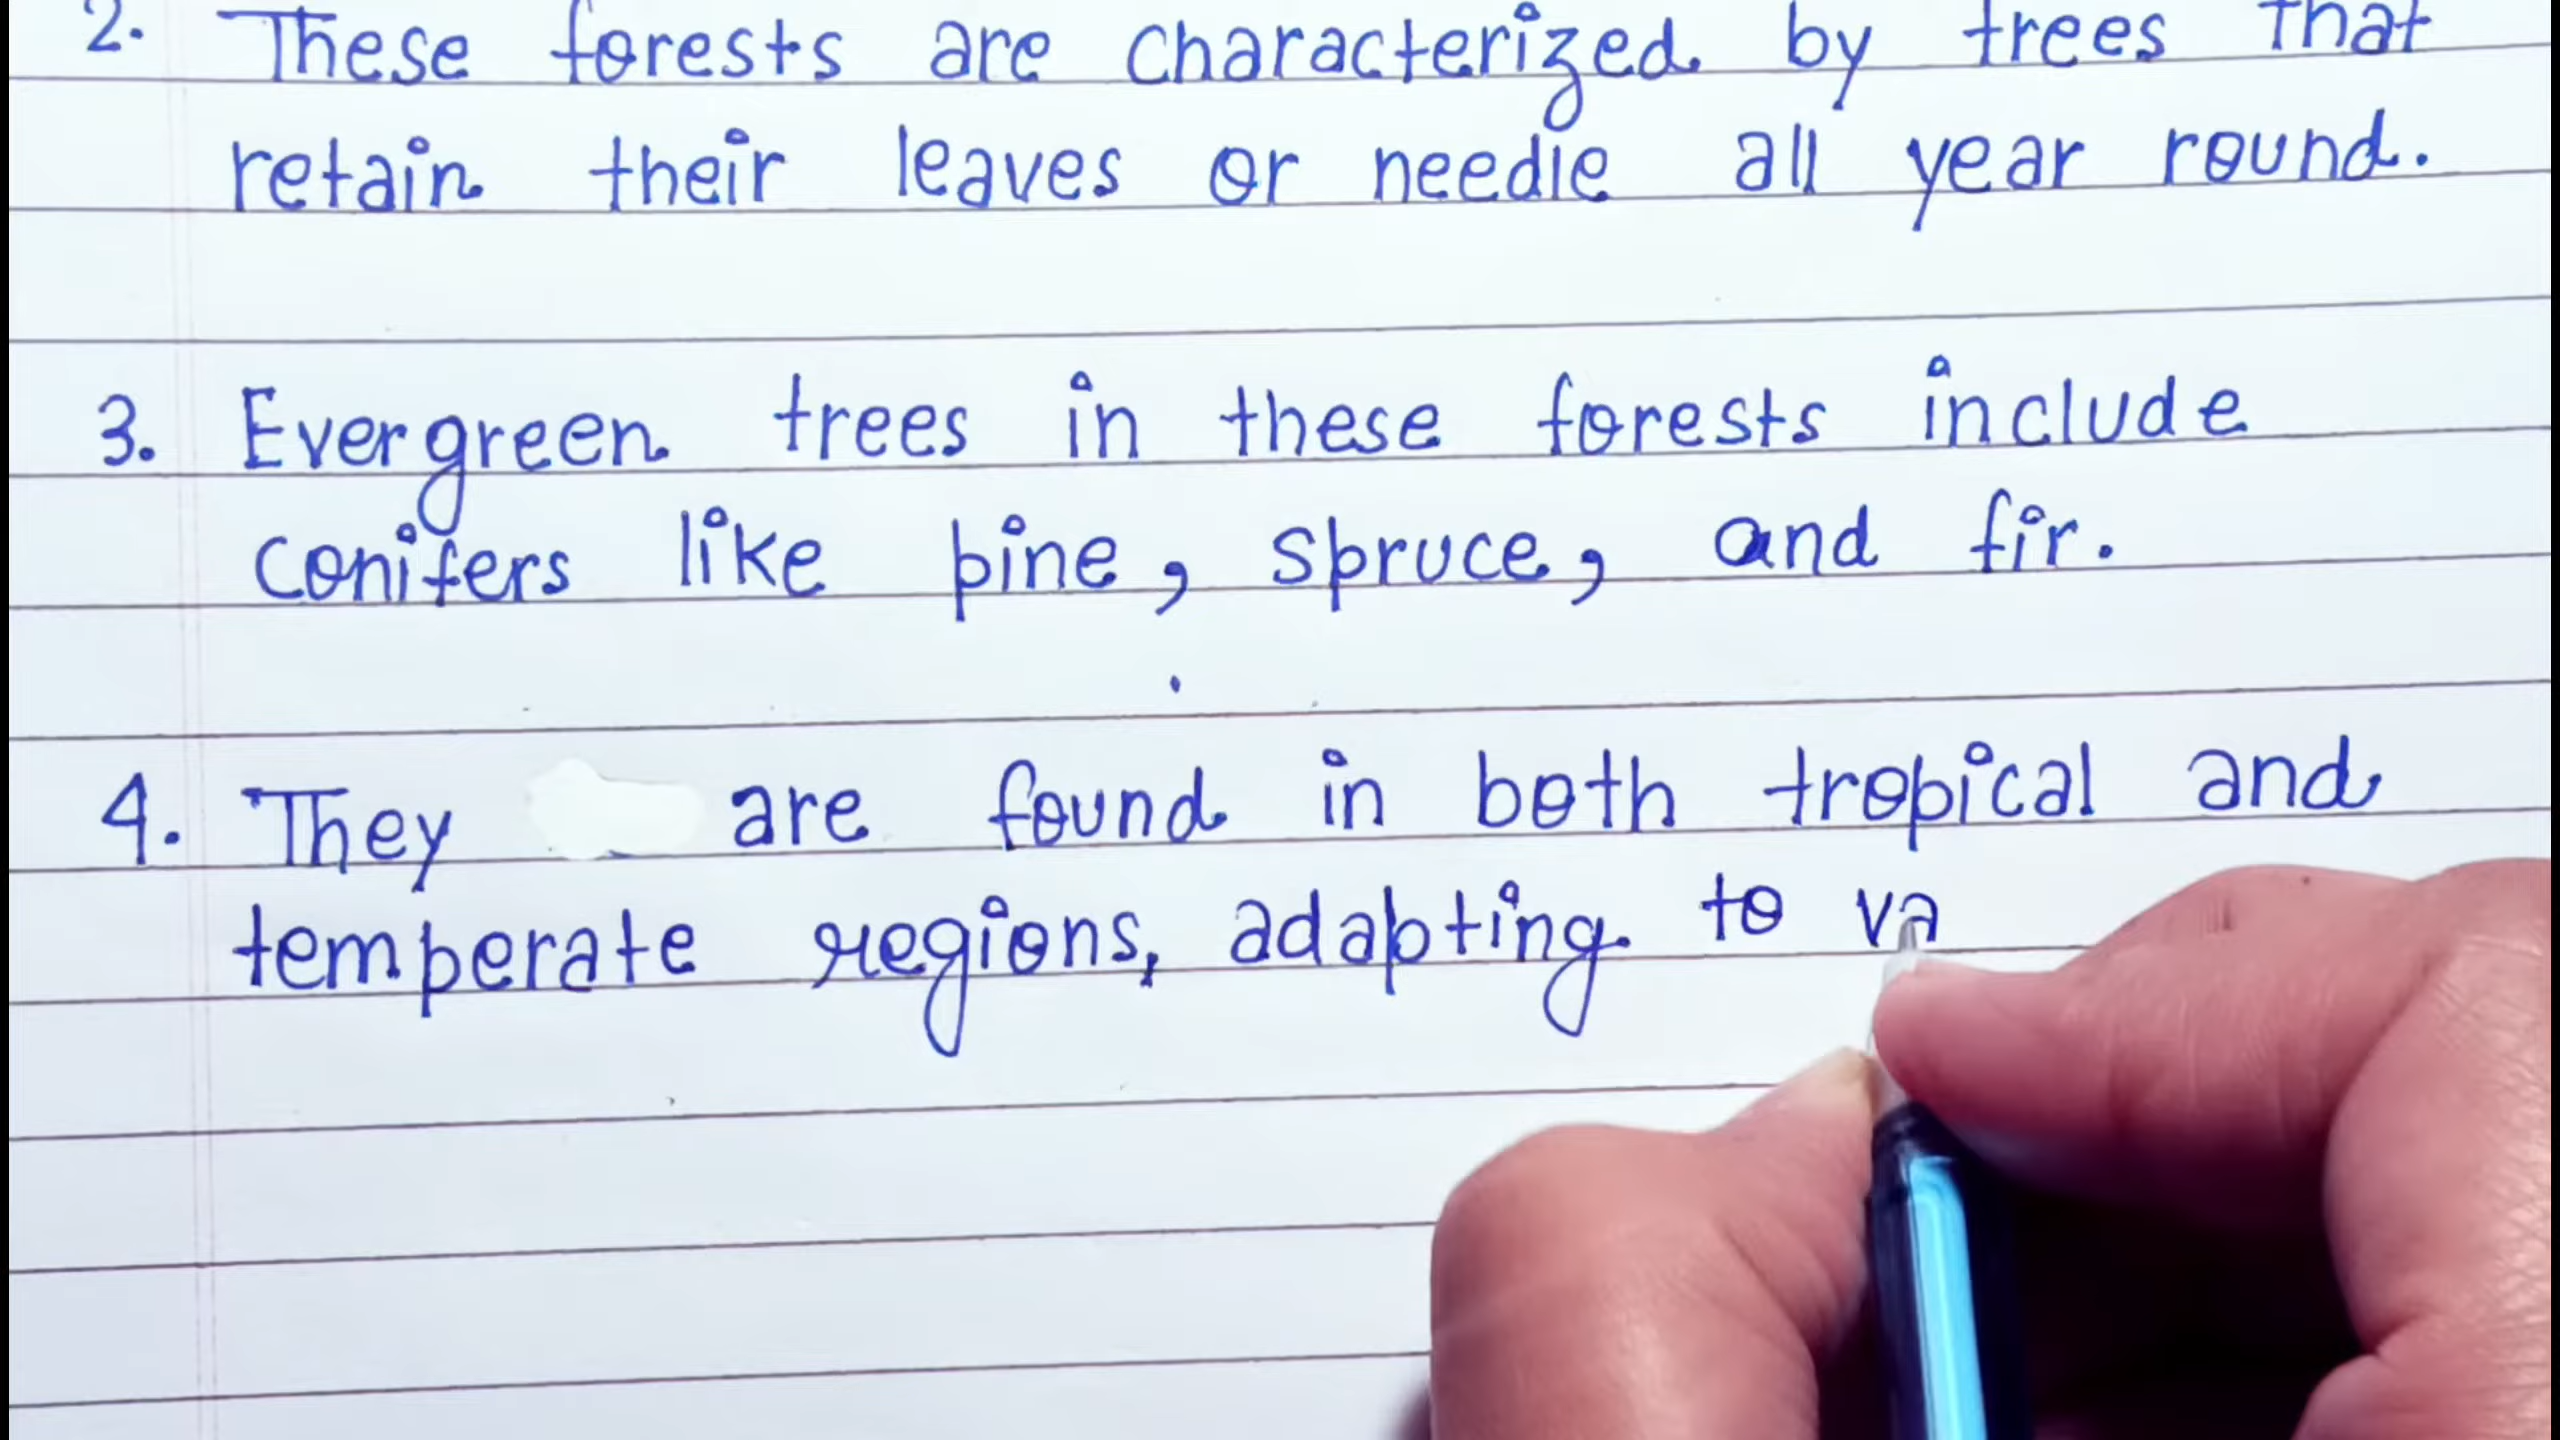 2. These forests are characterized by trees that
retain their leaves or needle all year round.
3. Evergreen trees in these forests include
conifers like pine, spruce, and fir.
4. They are found in both tropical and
temperate regions, adapting to va